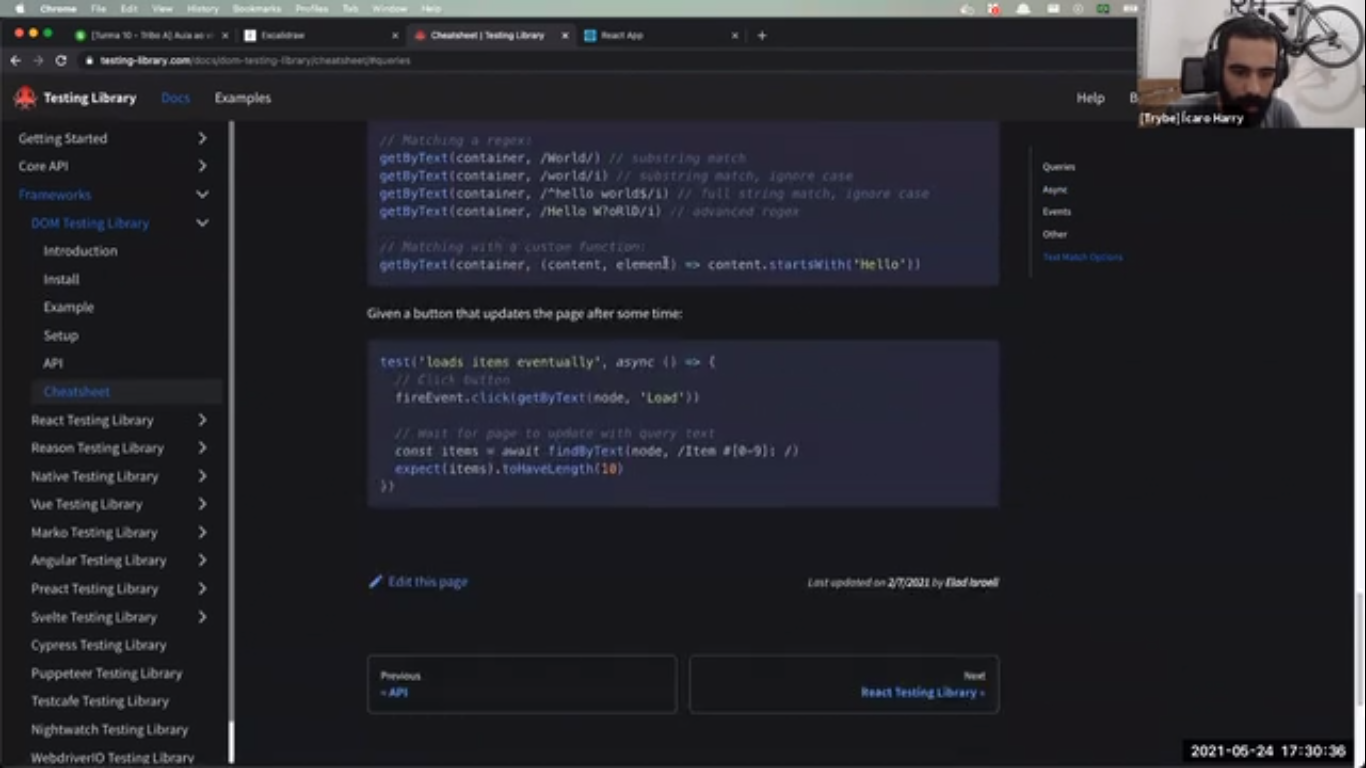 Chrome File Edit View History Bookmarks Profiles Tab Window Help
[Turma 10 - Tribo A] Aula ao vi
Excalidraw
Cheatsheet | Testing Library
React App
testing-library.com/docs/dom-testing-library/cheatsheet/#queries
Testing Library Docs Examples Help B
[Trybe] Ícaro Harry
Getting Started
Core API
Frameworks
DOM Testing Library
Introduction
Install
Example
Setup
API
Cheatsheet
React Testing Library
Reason Testing Library
Native Testing Library
Vue Testing Library
Marko Testing Library
Angular Testing Library
Preact Testing Library
Svelte Testing Library
Cypress Testing Library
Puppeteer Testing Library
Testcafe Testing Library
Nightwatch Testing Library
WebdriverIO Testing Library
// Matching a regex:
getByText(container, /World/) // substring match
getByText(container, /world/i) // substring match, ignore case
getByText(container, /^hello world$/i) // full string match, ignore case
getByText(container, /Hello W?oRlD/i) // advanced regex
// Matching with a custom function:
getByText(container, (content, element) => content.startsWith('Hello'))
Given a button that updates the page after some time:
test('loads items eventually', async () => {
// Click button
fireEvent.click(getByText(node, 'Load'))
// Wait for page to update with query text
const items = await findByText(node, /Item #[0-9]: /)
expect(items).toHaveLength(10)
})
Edit this page
Last updated on 2/7/2021 by Elad Israeli
Previous
« API
Next
React Testing Library »
Queries
Async
Events
Other
Text Match Options
2021-05-24 17:30:36